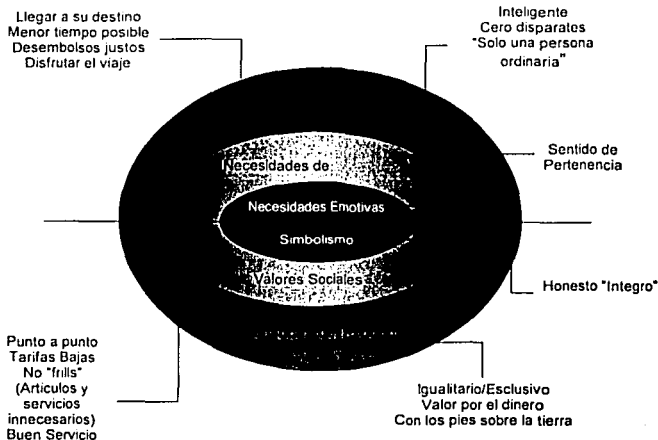 Llegar a su destino
Menor tiempo posible
Desembolsos justos
Disfrutar el viaje
Inteligente
Cero disparates
"Solo una persona
ordinaria"
Sentido de
Pertenencia
Necesidades de
Necesidades Emotivas
Simbolismo
Valores Sociales
Honesto "Integro"
Punto a punto
Tarifas Bajas
No "frills"
(Articulos y
servicios
innecesarios)
Buen Servicio
Igualitario/Esclusivo
Valor por el dinero
Con los pies sobre la tierra